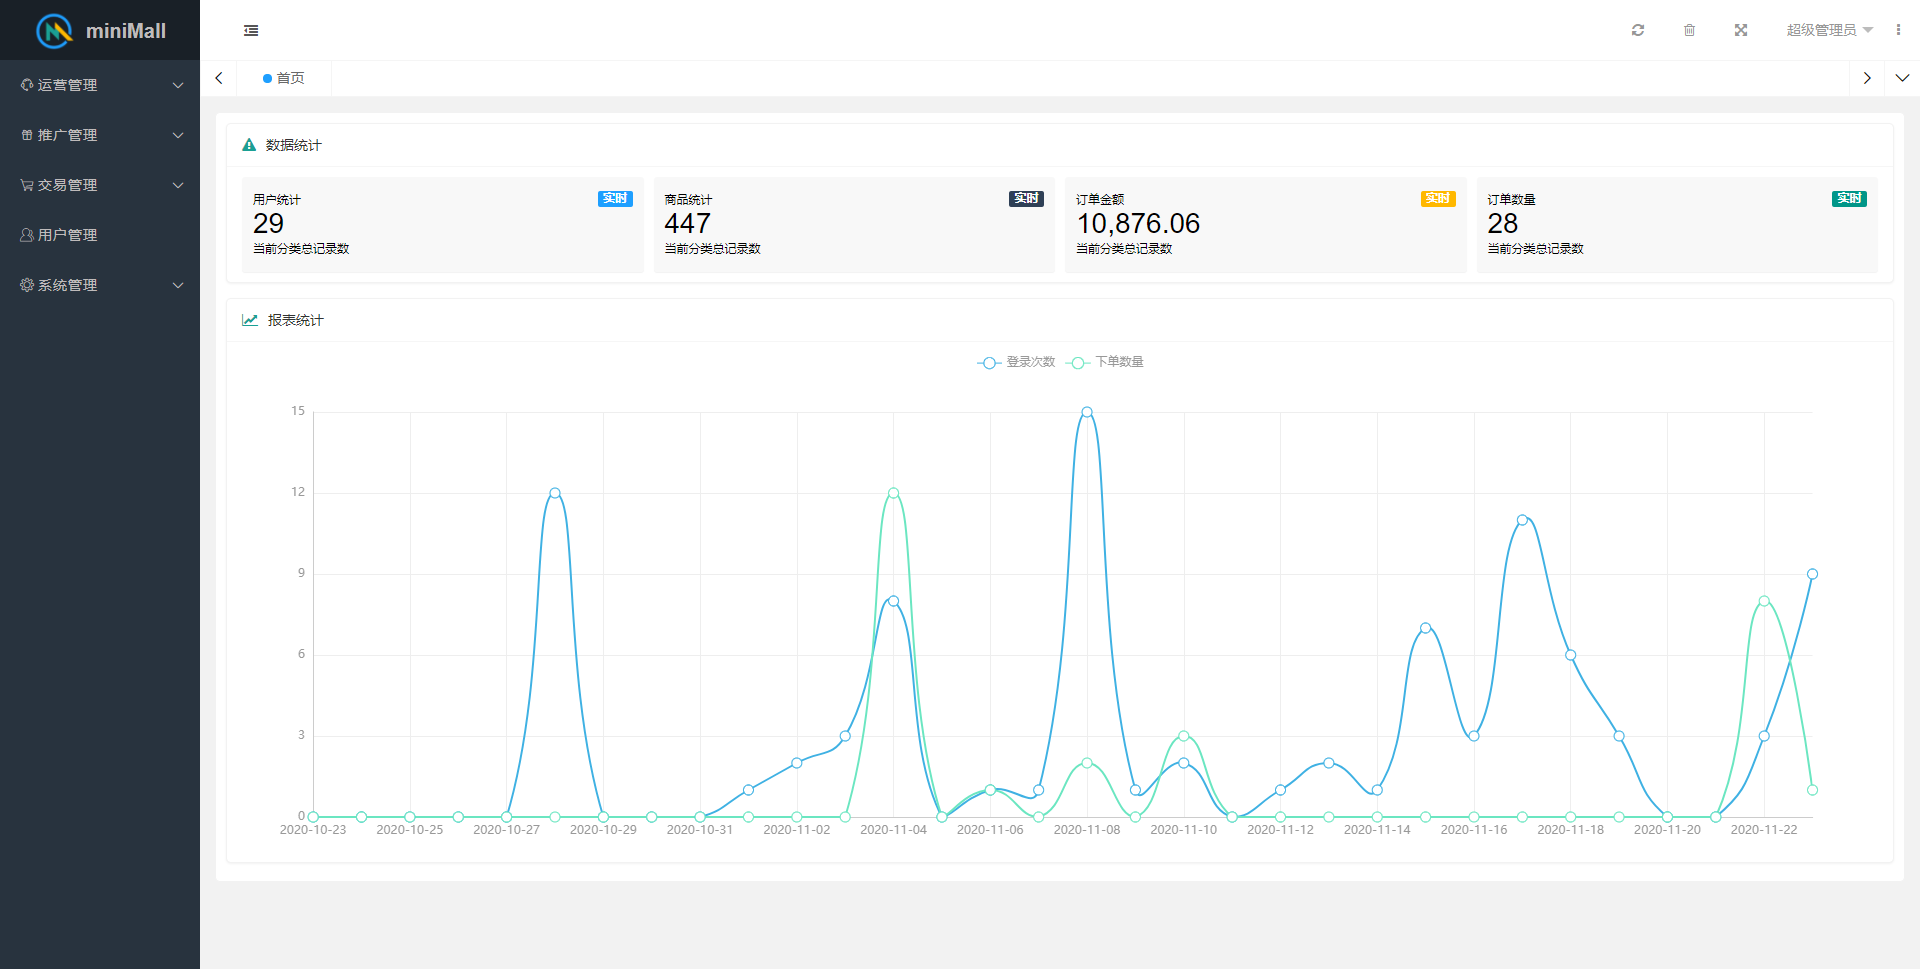 miniMall
运营管理
推广管理
交易管理
用户管理
系统管理
超级管理员
首页
数据统计
用户统计 实时
29
当前分类总记录数
商品统计 实时
447
当前分类总记录数
订单金额 实时
10,876.06
当前分类总记录数
订单数量 实时
28
当前分类总记录数
报表统计
登录次数 下单数量
15
12
9
6
3
0
2020-10-23 2020-10-25 2020-10-27 2020-10-29 2020-10-31 2020-11-02 2020-11-04 2020-11-06 2020-11-08 2020-11-10 2020-11-12 2020-11-14 2020-11-16 2020-11-18 2020-11-20 2020-11-22